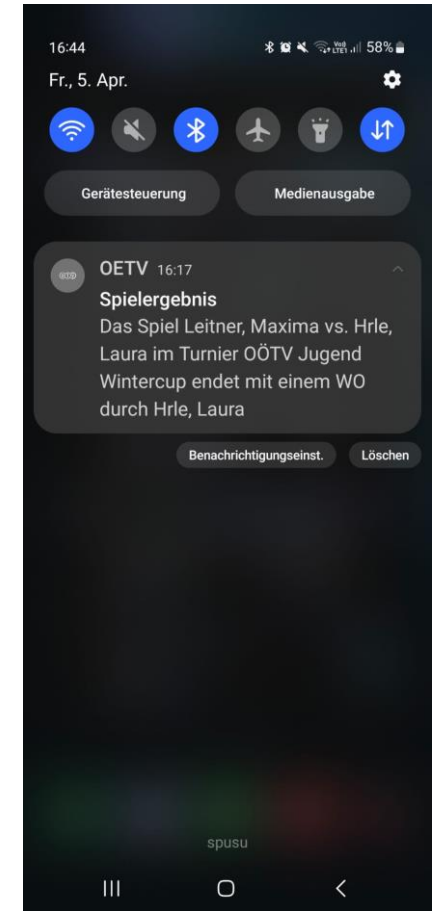 16:44 58%
Fr., 5. Apr.
Gerätesteuerung Medienausgabe
OETV 16:17
Spielergebnis
Das Spiel Leitner, Maxima vs. Hrle,
Laura im Turnier OÖTV Jugend
Wintercup endet mit einem WO
durch Hrle, Laura
Benachrichtigungseinst. Löschen
spusu